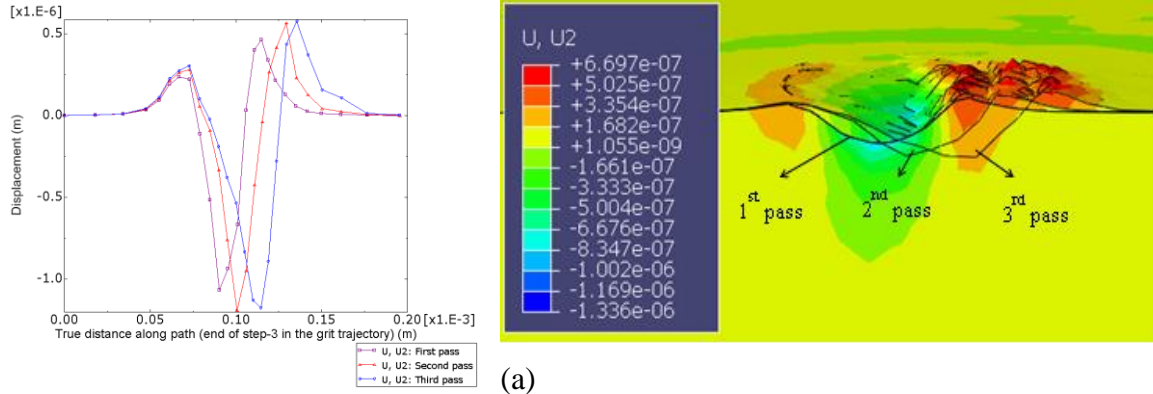 [x1.E-6]
0.5
0.0
-0.5
-1.0
Displacement (m)
0.00
0.05
0.10
0.15
0.20 [x1.E-3]
True distance along path (end of step-3 in the grit trajectory) (m)
U, U2: First pass
U, U2: Second pass
U, U2: Third pass
U, U2
+6.697e-07
+5.025e-07
+3.354e-07
+1.682e-07
+1.055e-09
-1.661e-07
-3.333e-07
-5.004e-07
-6.676e-07
-8.347e-07
-1.002e-06
-1.169e-06
-1.336e-06
1st pass
2nd pass
3rd pass
(a)